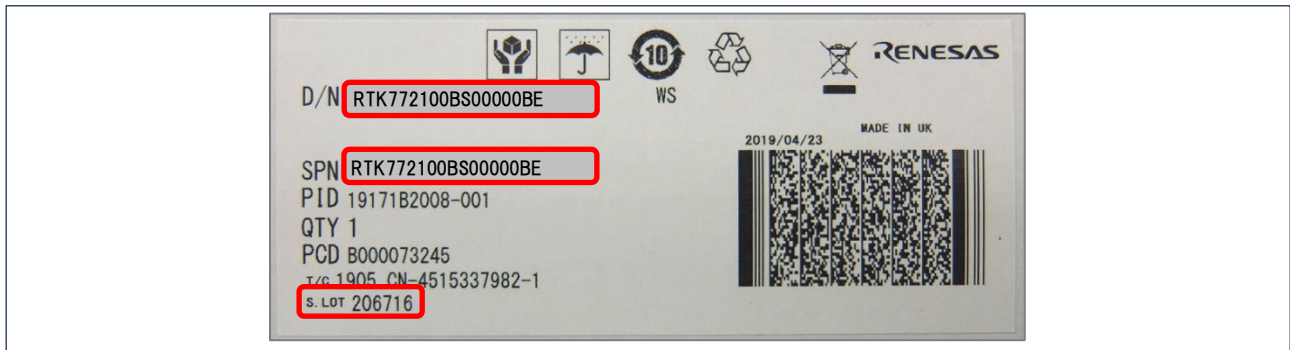 10
RENESAS
WS
D/N RTK772100BS00000BE
2019/04/23 MADE IN UK
SPN RTK772100BS00000BE
PID 19171B2008-001
QTY 1
PCD B000073245
T/C 1905 CN-4515337982-1
S.LOT 206716